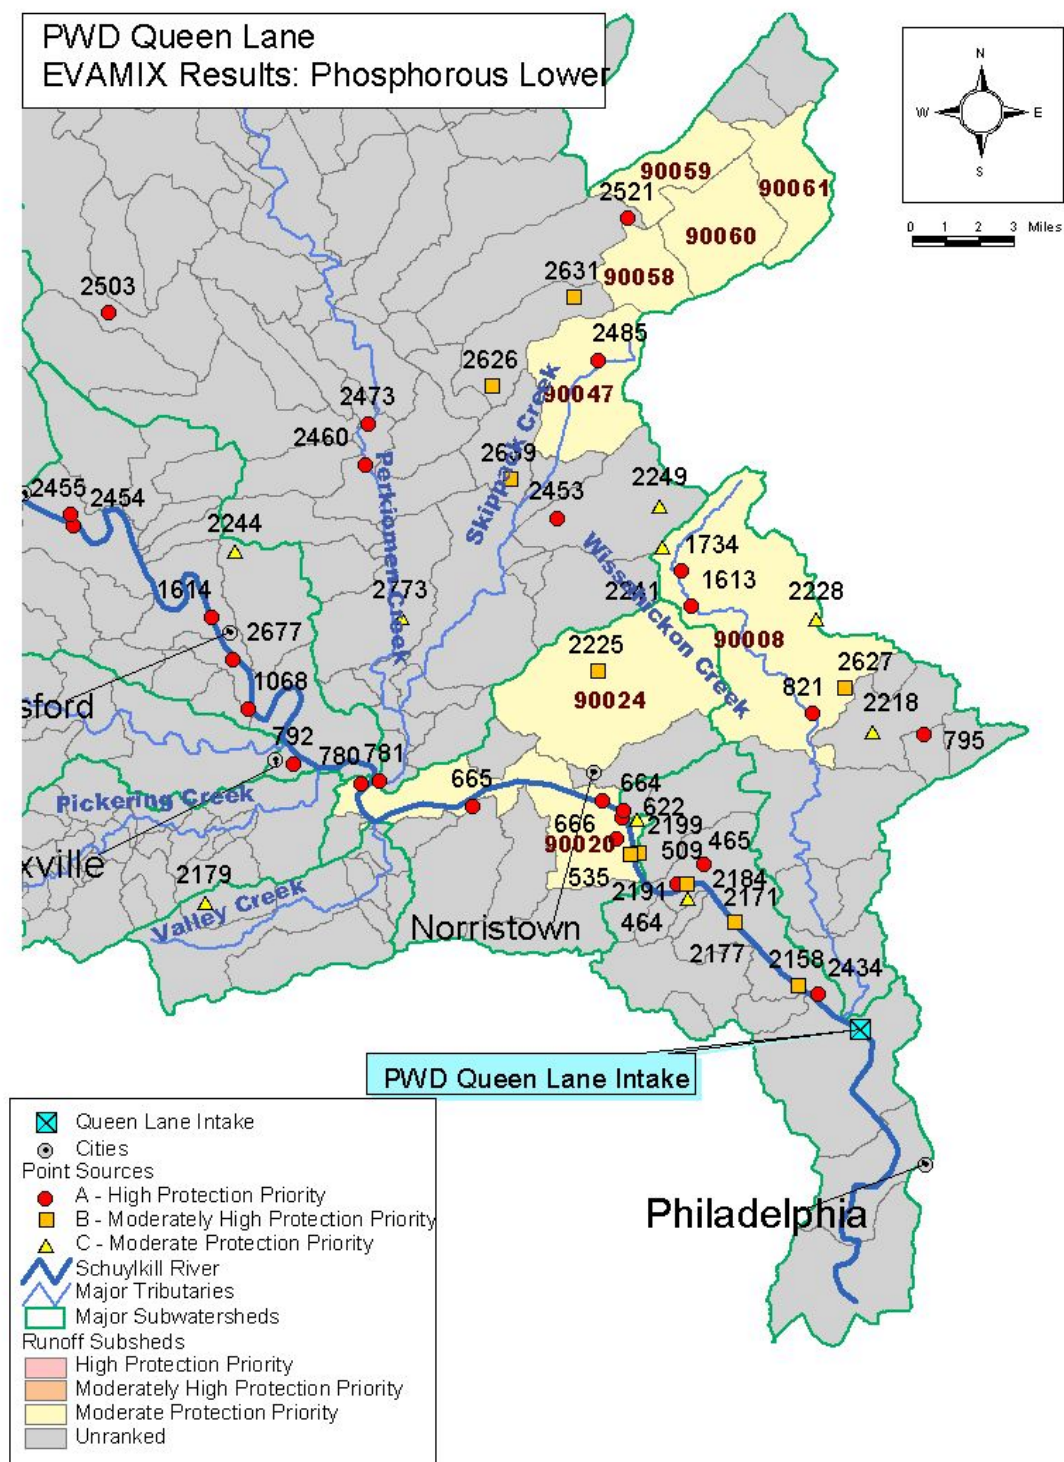 PWD Queen Lane
EVAMIX Results: Phosphorous Lower
N
W
E
S
0 1 2 3 Miles
90059
90061
2521
90060
90058
2631
2503
2485
2626
90047
2473
2460
Skippack Creek
Perkiomen Creek
2455
2454
2453
2249
2244
1734
Wissahickon Creek
1614
2773
2241
1613
2228
2677
2225
90008
2627
1068
90024
821
2218
sford
792
780
781
795
665
664
Pickering Creek
622
666
2199
90020
509
465
xville
2179
535
2191
2184
2171
Valley Creek
464
Norristown
2177
2158
2434
PWD Queen Lane Intake
Philadelphia
Queen Lane Intake
Cities
Point Sources
A - High Protection Priority
B - Moderately High Protection Priority
C - Moderate Protection Priority
Schuylkill River
Major Tributaries
Major Subwatersheds
Runoff Subsheds
High Protection Priority
Moderately High Protection Priority
Moderate Protection Priority
Unranked